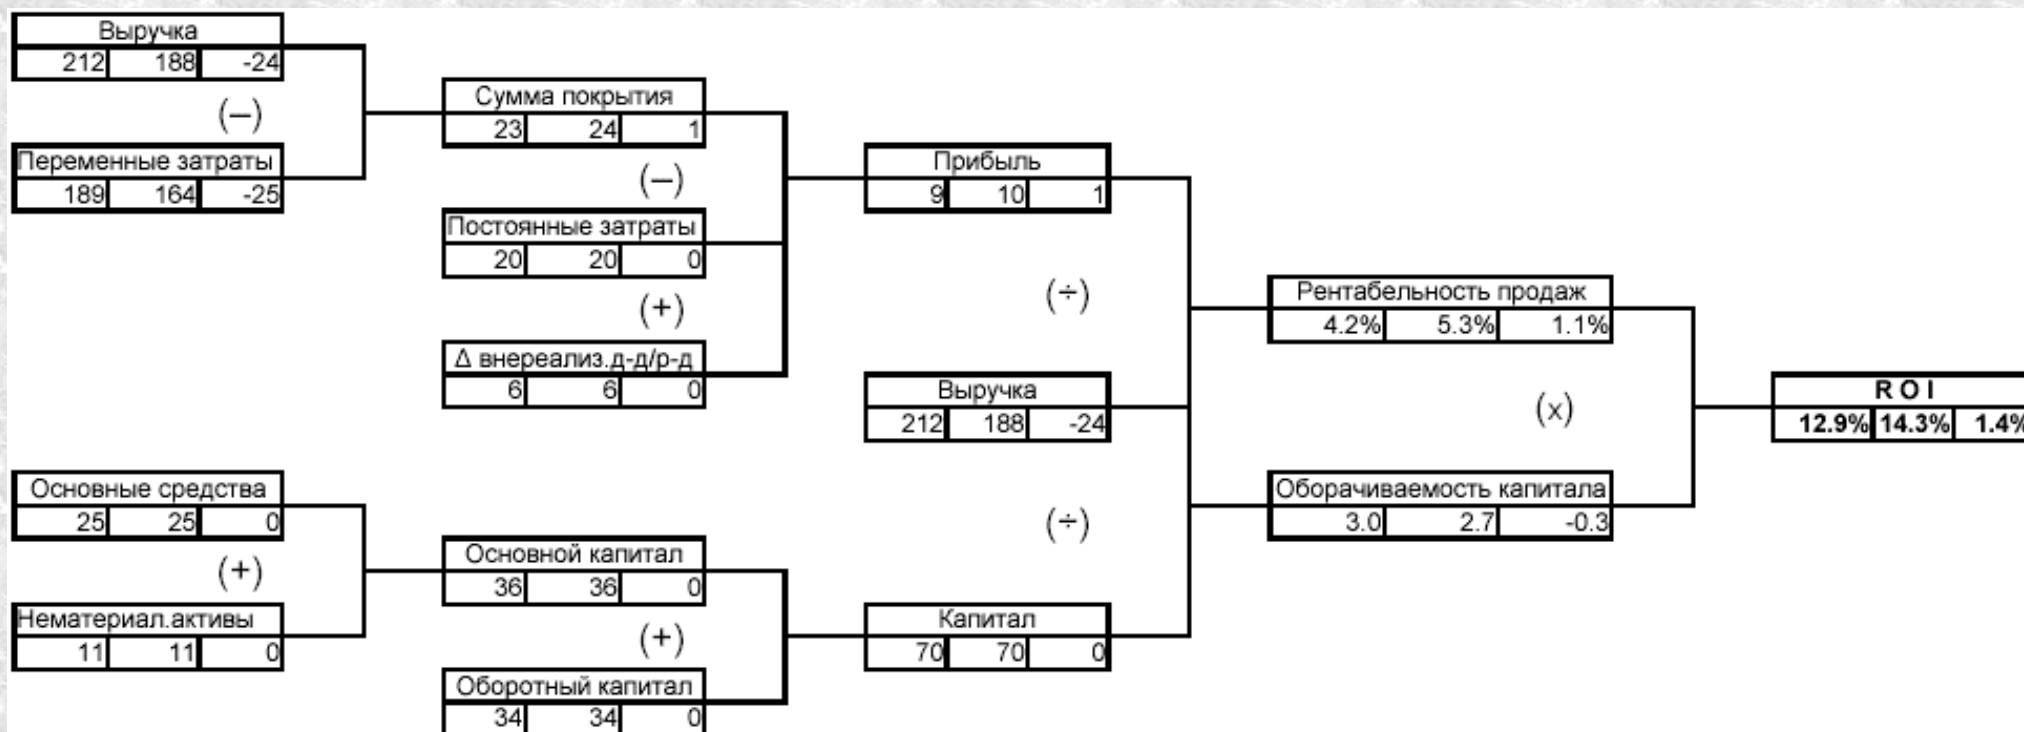 Выручка
212 188 -24
(–)
Переменные затраты
189 164 -25
Сумма покрытия
23 24 1
(–)
Постоянные затраты
20 20 0
(+)
Δ внереализ.д-д/р-д
6 6 0
Прибыль
9 10 1
(÷)
Выручка
212 188 -24
(÷)
Основные средства
25 25 0
(+)
Нематериал.активы
11 11 0
Основной капитал
36 36 0
(+)
Оборотный капитал
34 34 0
Капитал
70 70 0
Рентабельность продаж
4.2% 5.3% 1.1%
(x)
Оборачиваемость капитала
3.0 2.7 -0.3
R O I
12.9% 14.3% 1.4%